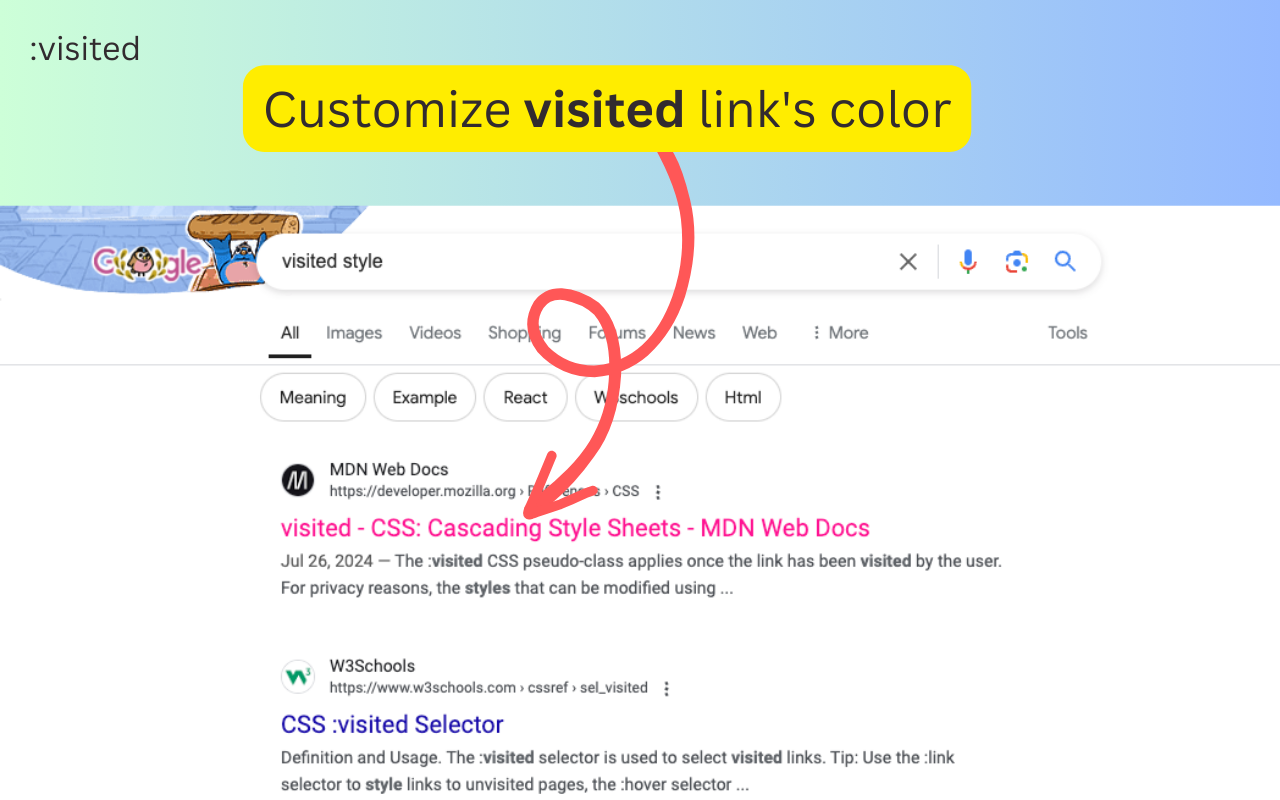 :visited
Customize visited link's color
Google
visited style
All Images Videos Shopping Forums News Web More Tools
Meaning Example React W3schools Html
MDN Web Docs
https://developer.mozilla.org › References › CSS
visited - CSS: Cascading Style Sheets - MDN Web Docs
Jul 26, 2024 — The :visited CSS pseudo-class applies once the link has been visited by the user.
For privacy reasons, the styles that can be modified using ...
W3Schools
https://www.w3schools.com › cssref › sel_visited
CSS :visited Selector
Definition and Usage. The :visited selector is used to select visited links. Tip: Use the :link
selector to style links to unvisited pages, the :hover selector ...